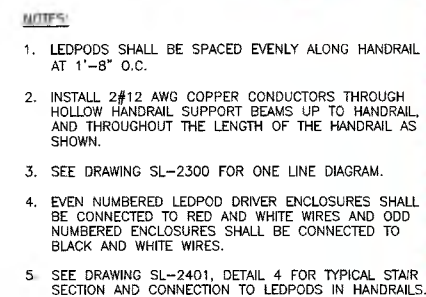 NOTES:
1. LEDPODS SHALL BE SPACED EVENLY ALONG HANDRAIL
AT 1'-8" O.C.
2. INSTALL 2#12 AWG COPPER CONDUCTORS THROUGH
HOLLOW HANDRAIL SUPPORT BEAMS UP TO HANDRAIL,
AND THROUGHOUT THE LENGTH OF THE HANDRAIL AS
SHOWN.
3. SEE DRAWING SL-2300 FOR ONE LINE DIAGRAM.
4. EVEN NUMBERED LEDPOD DRIVER ENCLOSURES SHALL
BE CONNECTED TO RED AND WHITE WIRES AND ODD
NUMBERED ENCLOSURES SHALL BE CONNECTED TO
BLACK AND WHITE WIRES.
5 SEE DRAWING SL-2401, DETAIL 4 FOR TYPICAL STAIR
SECTION AND CONNECTION TO LEDPODS IN HANDRAILS.